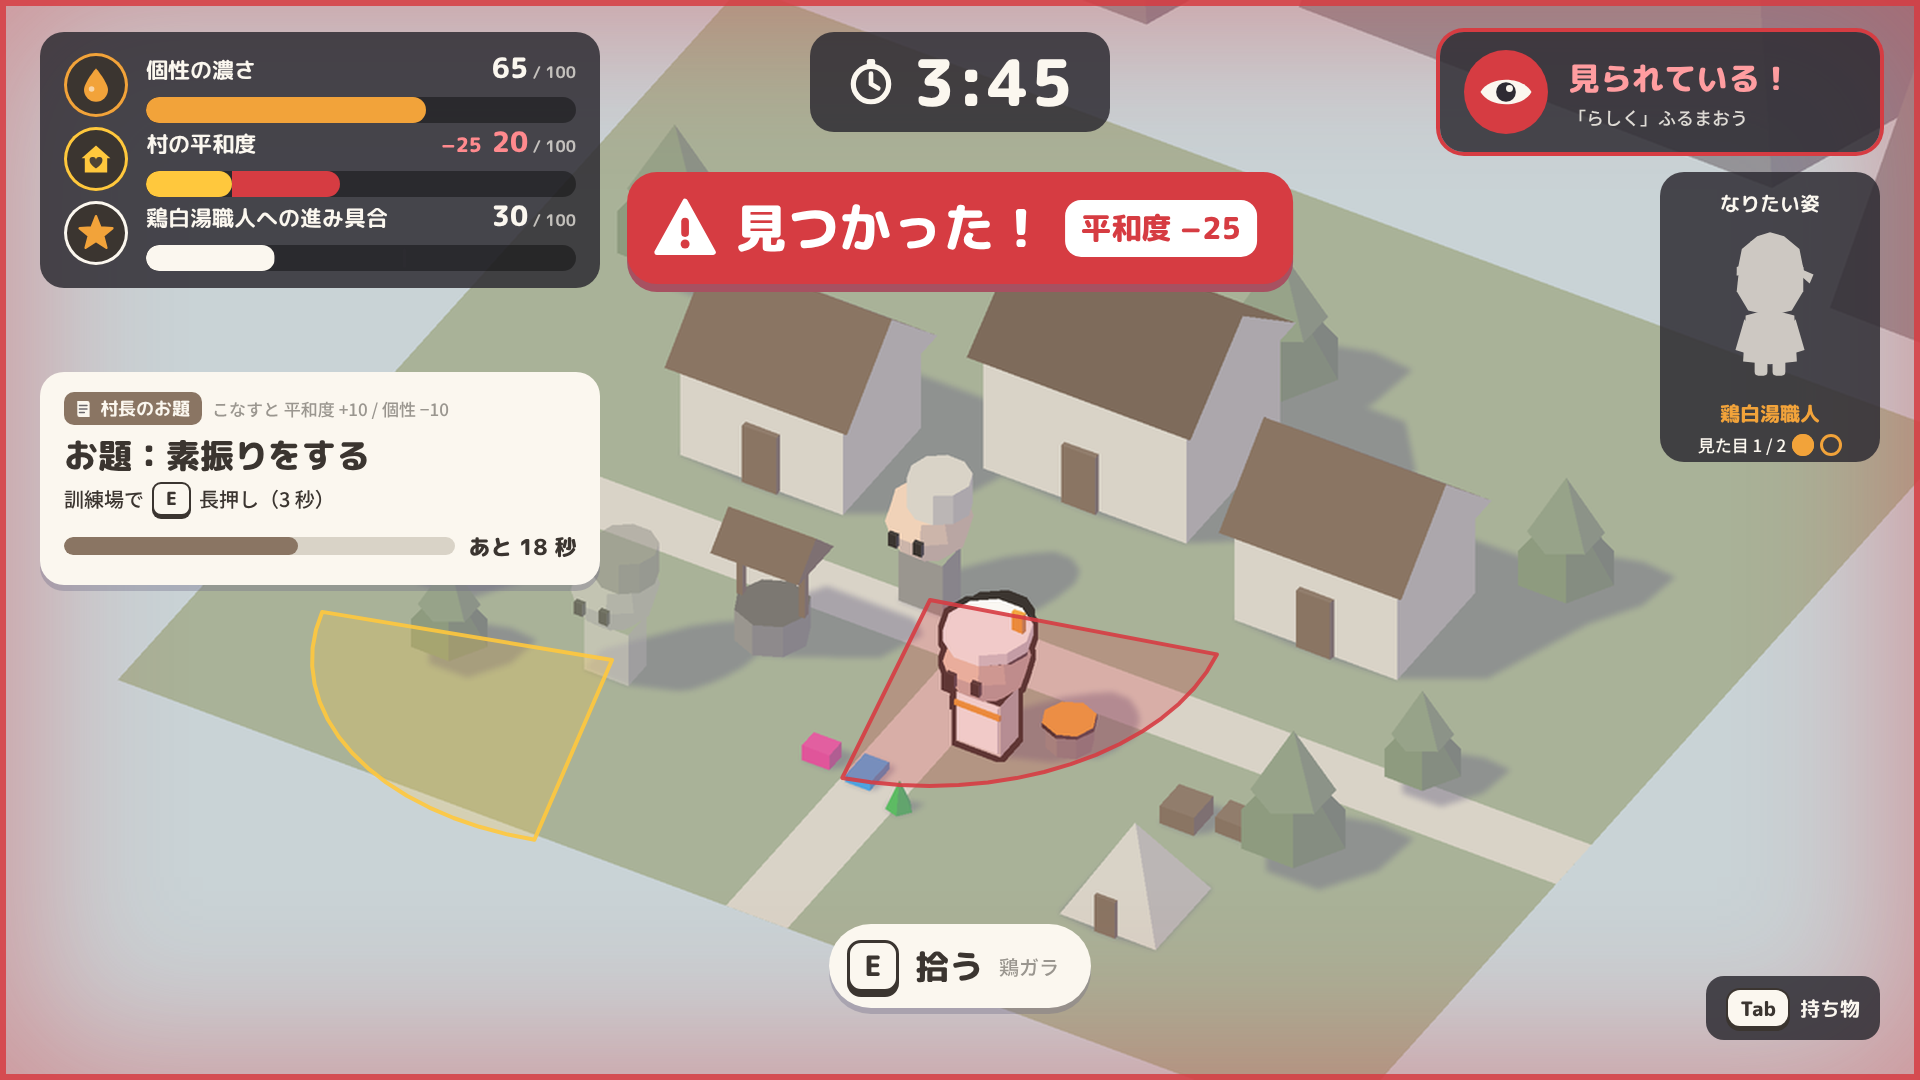 個性の濃さ 65 / 100
村の平和度 −25 20 / 100
鶏白湯職人への進み具合 30 / 100
3:45
見られている！
「らしく」ふるまおう
見つかった！ 平和度 −25
なりたい姿
鶏白湯職人
見た目 1 / 2
村長のお題 こなすと 平和度 +10 / 個性 −10
お題：素振りをする
訓練場で E 長押し（3 秒）
あと 18 秒
E 拾う 鶏ガラ
Tab 持ち物